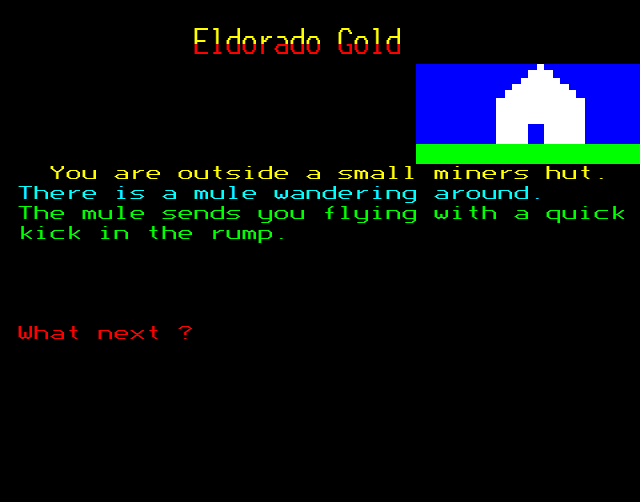 Eldorado Gold
You are outside a small miners hut.
There is a mule wandering around.
The mule sends you flying with a quick
kick in the rump.
What next ?